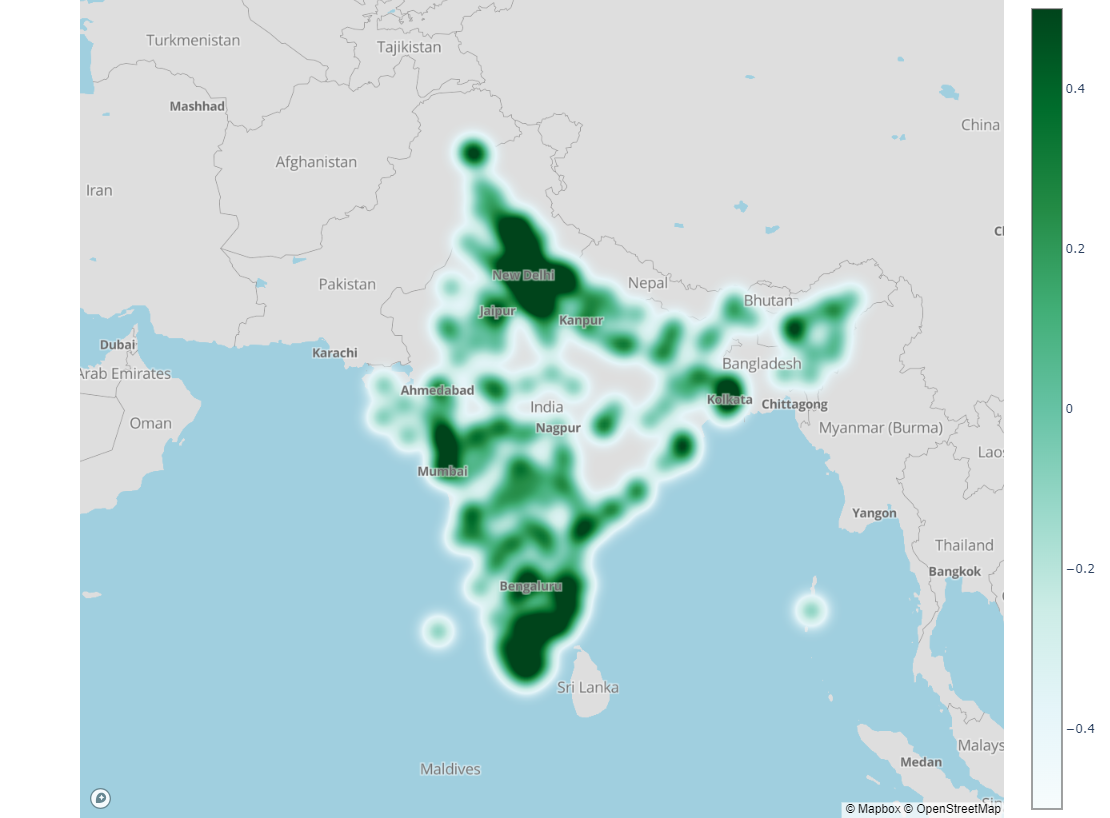 Turkmenistan
Tajikistan
Mashhad
China
Afghanistan
Iran
Pakistan
New Delhi
Nepal
Bhutan
Jaipur
Kanpur
Dubai
Karachi
Bangladesh
Arab Emirates
Ahmedabad
India
Kolkata
Chittagong
Oman
Nagpur
Myanmar (Burma)
Mumbai
Laos
Yangon
Thailand
Bangkok
Bengaluru
Sri Lanka
Maldives
Medan
Malays
© Mapbox © OpenStreetMap
0.4
0.2
0
−0.2
−0.4